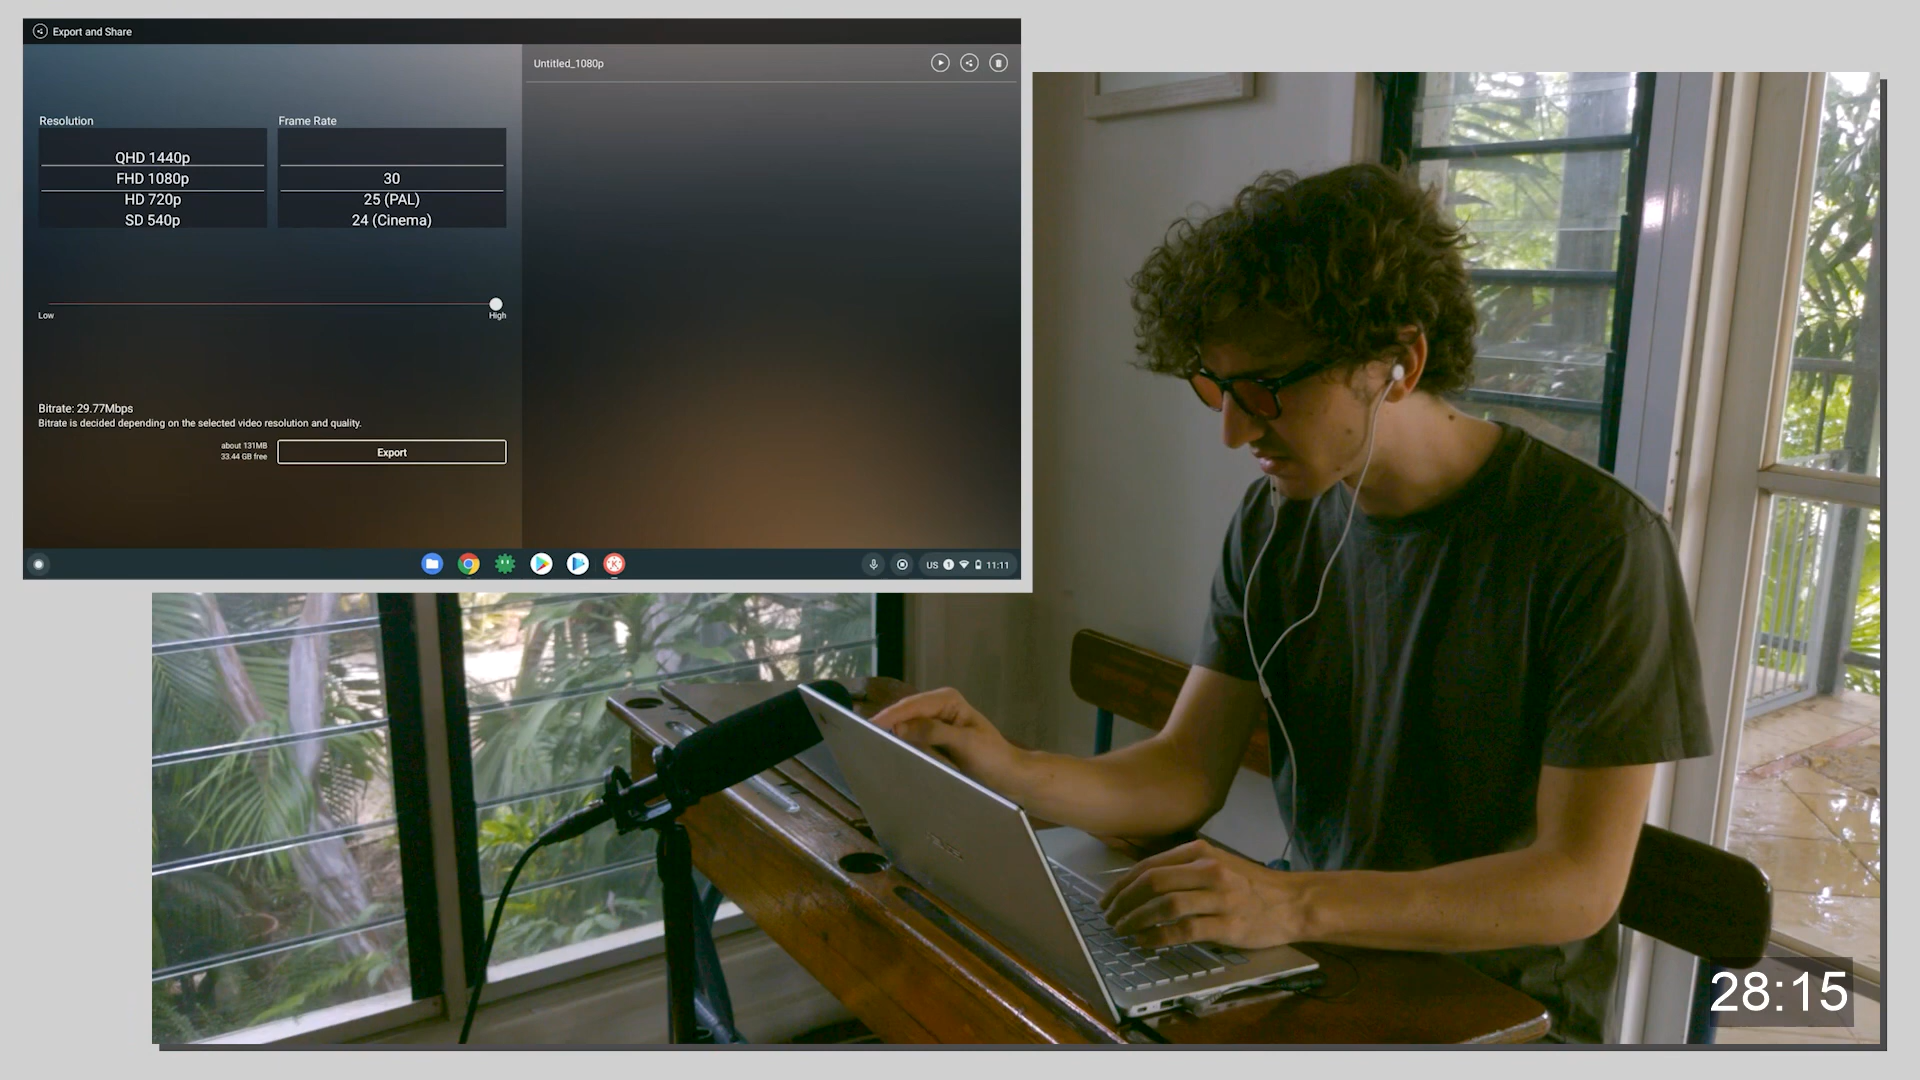 Export and Share
Untitled_1080p
Resolution
Frame Rate
QHD 1440p
FHD 1080p
HD 720p
SD 540p
30
25 (PAL)
24 (Cinema)
Low
High
Bitrate: 29.77Mbps
Bitrate is decided depending on the selected video resolution and quality.
about 131MB
33.44 GB free
Export
US 1 11:11
28:15